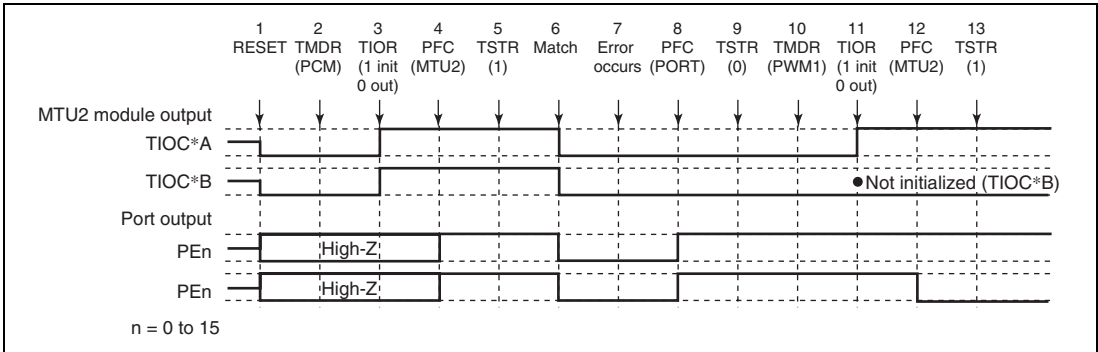 1 2 3 4 5 6 7 8 9 10 11 12 13
RESET TMDR TIOR PFC TSTR Match Error PFC TSTR TMDR TIOR PFC TSTR
(PCM) (1 init (MTU2) (1) occurs (PORT) (0) (PWM1) (1 init (MTU2) (1)
0 out) 0 out)
MTU2 module output
TIOC*A
TIOC*B
●Not initialized (TIOC*B)
Port output
PEn
High-Z
PEn
High-Z
n = 0 to 15